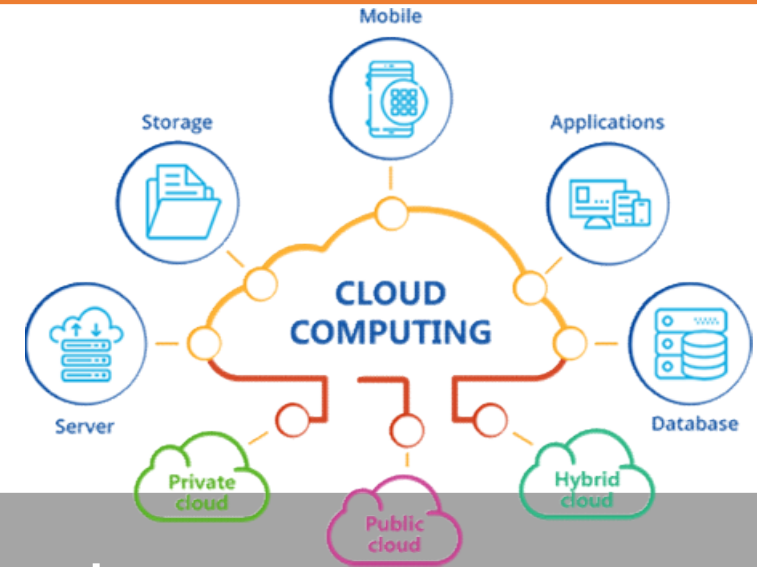 Mobile
Storage
Applications
CLOUD
COMPUTING
Server
Database
Private
cloud
Hybrid
cloud
Public
cloud